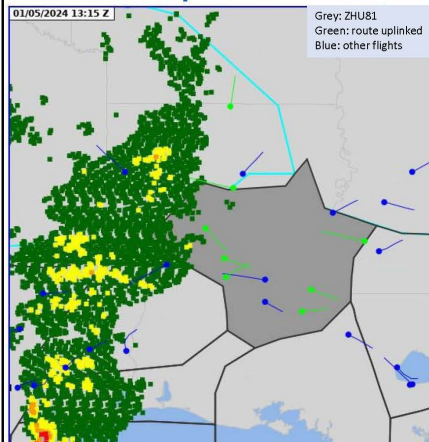 01/05/2024 13:15 Z
Grey: ZHU81
Green: route uplinked
Blue: other flights